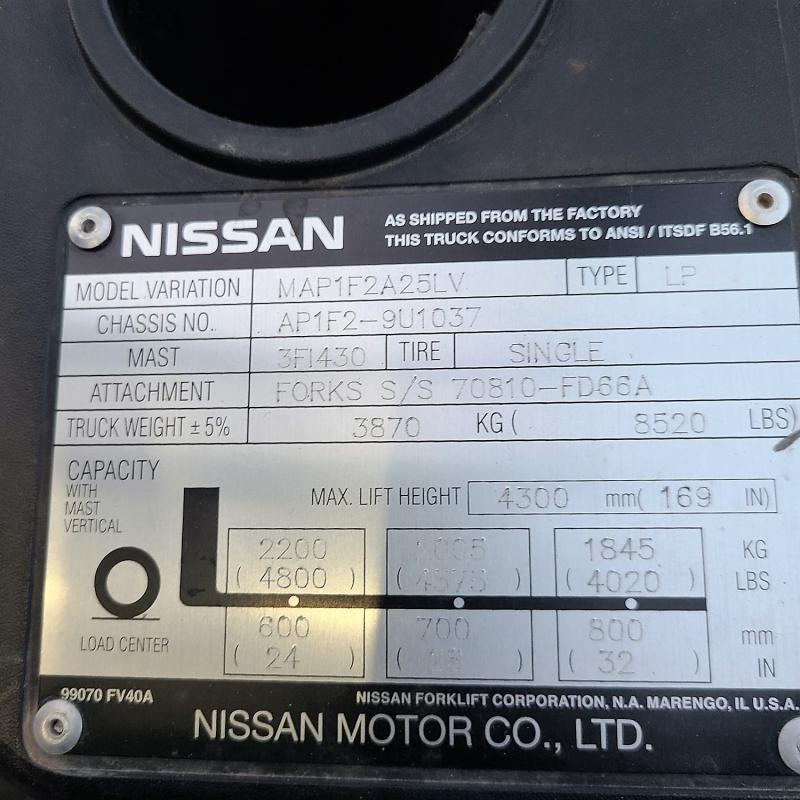 NISSAN
AS SHIPPED FROM THE FACTORY
THIS TRUCK CONFORMS TO ANSI / ITSDF B56.1
MODEL VARIATION MAP1F2A25LV TYPE LP
CHASSIS NO. AP1F2-9U1037
MAST 3F1430 TIRE SINGLE
ATTACHMENT FORKS S/S 70810-FD66A
TRUCK WEIGHT ± 5% 3870 KG ( 8520 LBS)
CAPACITY
WITH
MAST
VERTICAL
MAX. LIFT HEIGHT 4300 mm( 169 IN)
2200 1845 KG
( 4800 ) ( ) ( 4020 ) LBS
600 700 800 mm
( 24 ) ( ) ( 32 ) IN
LOAD CENTER
99070 FV40A
NISSAN FORKLIFT CORPORATION, N.A. MARENGO, IL U.S.A.
NISSAN MOTOR CO., LTD.